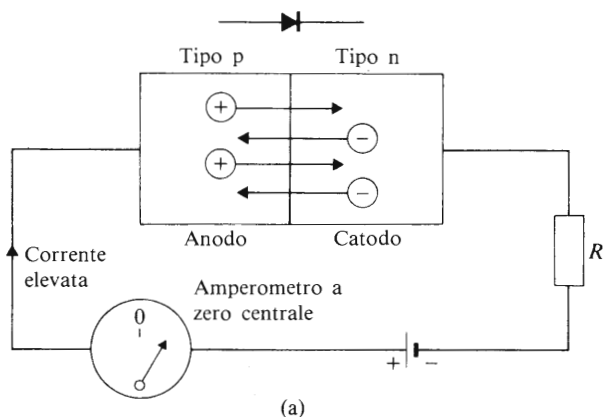 Tipo p
Tipo n
+
−
+
−
Anodo
Catodo
Corrente
elevata
R
Amperometro a
zero centrale
0
+
−
(a)